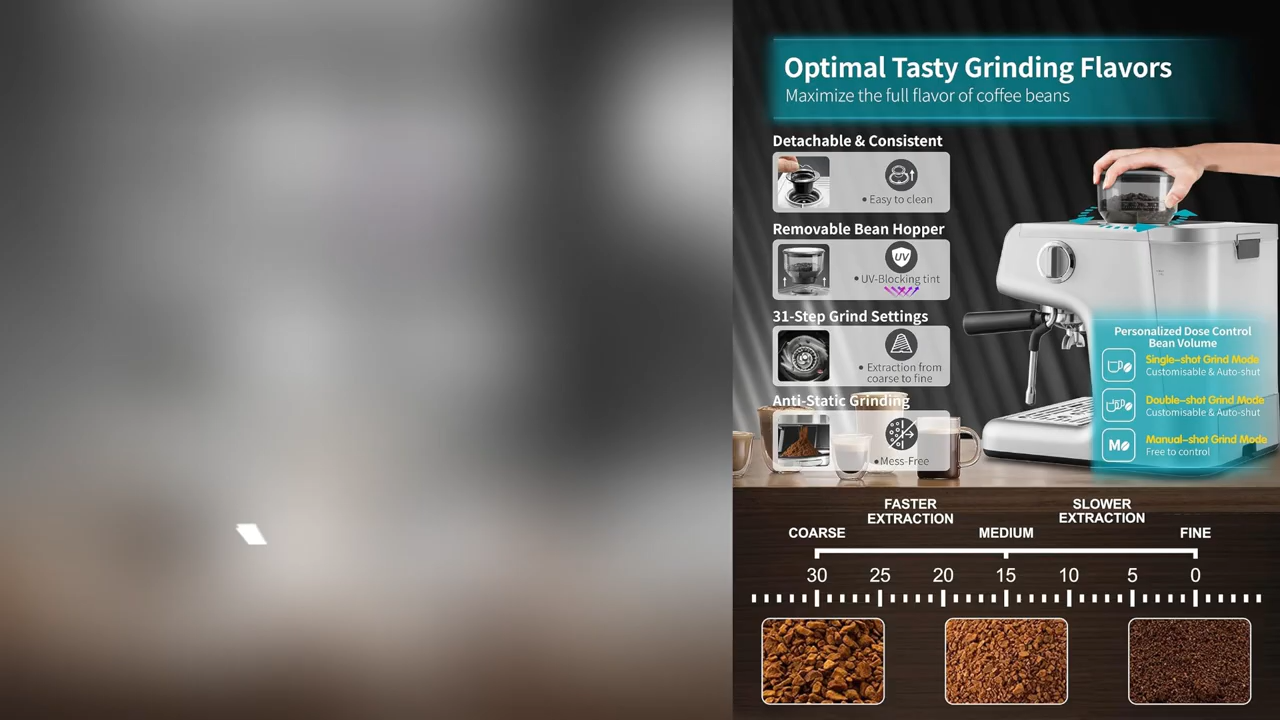 Optimal Tasty Grinding Flavors
Maximize the full flavor of coffee beans
Detachable & Consistent
• Easy to clean
Removable Bean Hopper
UV
• UV-Blocking tint
31-Step Grind Settings
• Extraction from
coarse to fine
Anti-Static Grinding
•Mess-Free
Personalized Dose Control
Bean Volume
Single-shot Grind Mode
Customisable & Auto-shut
Double-shot Grind Mode
Customisable & Auto-shut
M
Manual-shot Grind Mode
Free to control
FASTER
EXTRACTION
SLOWER
EXTRACTION
COARSE MEDIUM FINE
30 25 20 15 10 5 0